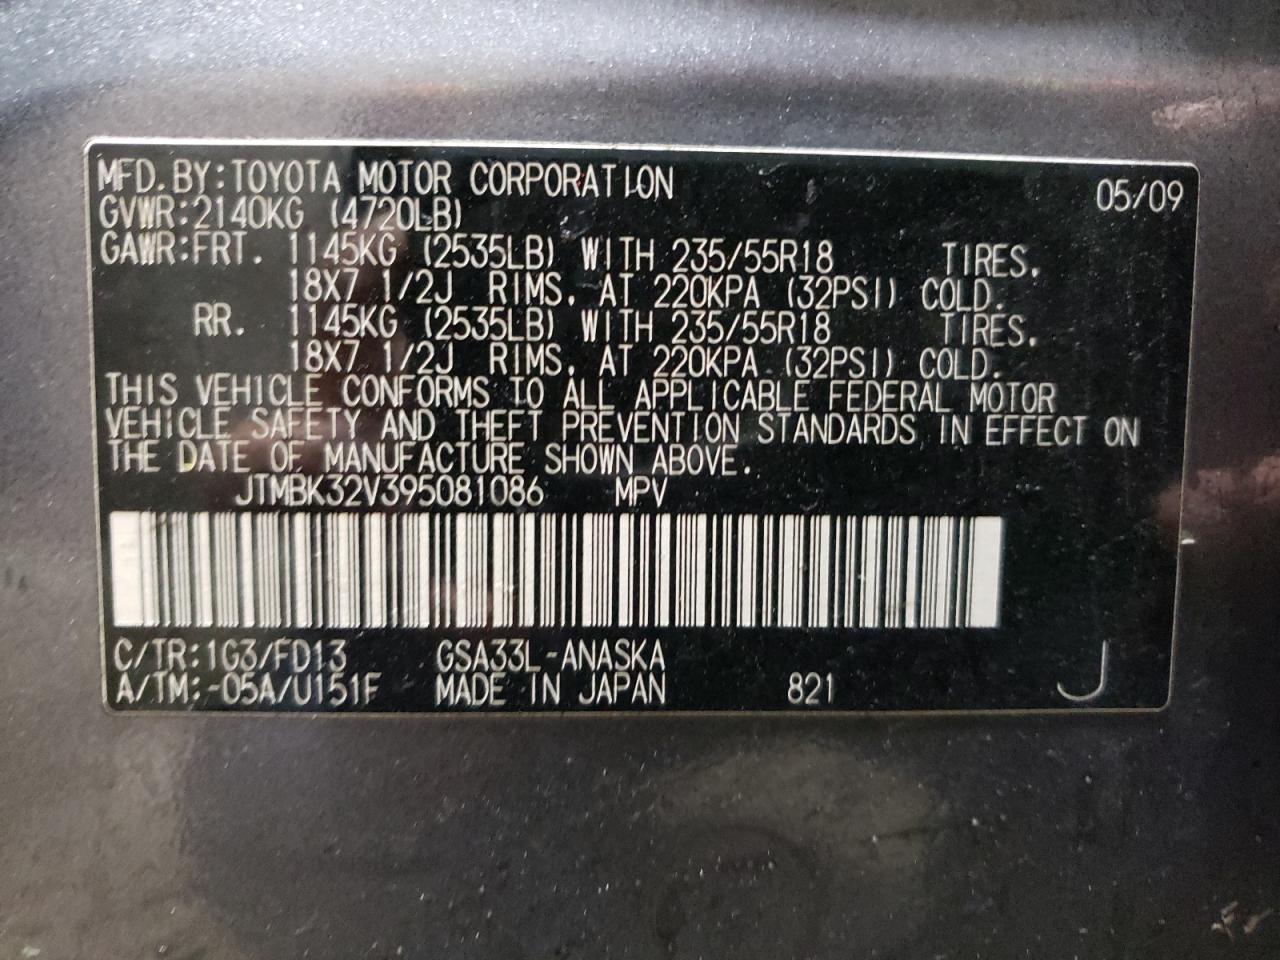 MFD.BY:TOYOTA MOTOR CORPORATION 05/09
GVWR:2140KG (4720LB)
GAWR:FRT. 1145KG (2535LB) WITH 235/55R18 TIRES.
18X7 1/2J RIMS, AT 220KPA (32PSI) COLD.
RR. 1145KG (2535LB) WITH 235/55R18 TIRES.
18X7 1/2J RIMS, AT 220KPA (32PSI) COLD.
THIS VEHICLE CONFORMS TO ALL APPLICABLE FEDERAL MOTOR
VEHICLE SAFETY AND THEFT PREVENTION STANDARDS IN EFFECT ON
THE DATE OF MANUFACTURE SHOWN ABOVE.
JTMBK32V395081086 MPV
C/TR:1G3/FD13 GSA33L-ANASKA
A/TM:-05A/U151F MADE IN JAPAN 821 J